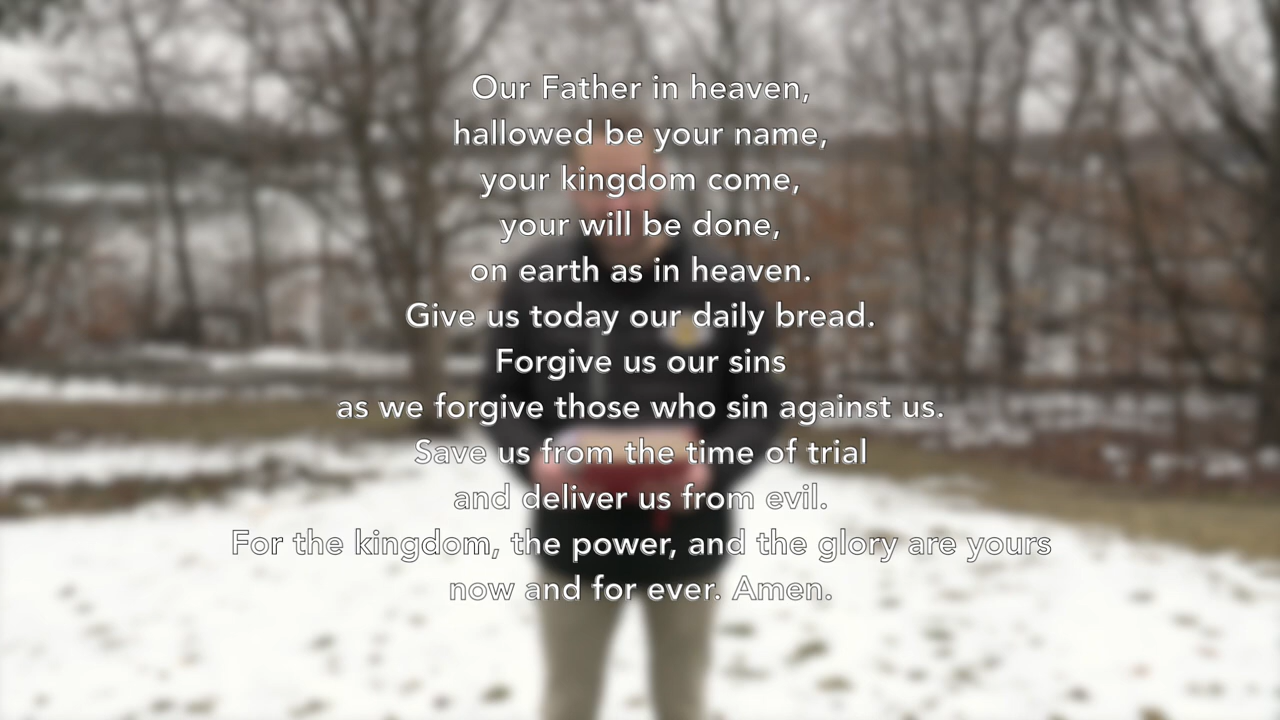 Our Father in heaven,
hallowed be your name,
your kingdom come,
your will be done,
on earth as in heaven.
Give us today our daily bread.
Forgive us our sins
as we forgive those who sin against us.
Save us from the time of trial
and deliver us from evil.
For the kingdom, the power, and the glory are yours
now and for ever. Amen.